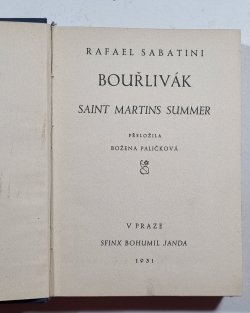 RAFAEL SABATINI
BOUŘLIVÁK
SAINT MARTINS SUMMER
PŘELOŽILA
BOŽENA PALIČKOVÁ
V PRAZE
SFINX BOHUMIL JANDA
1931